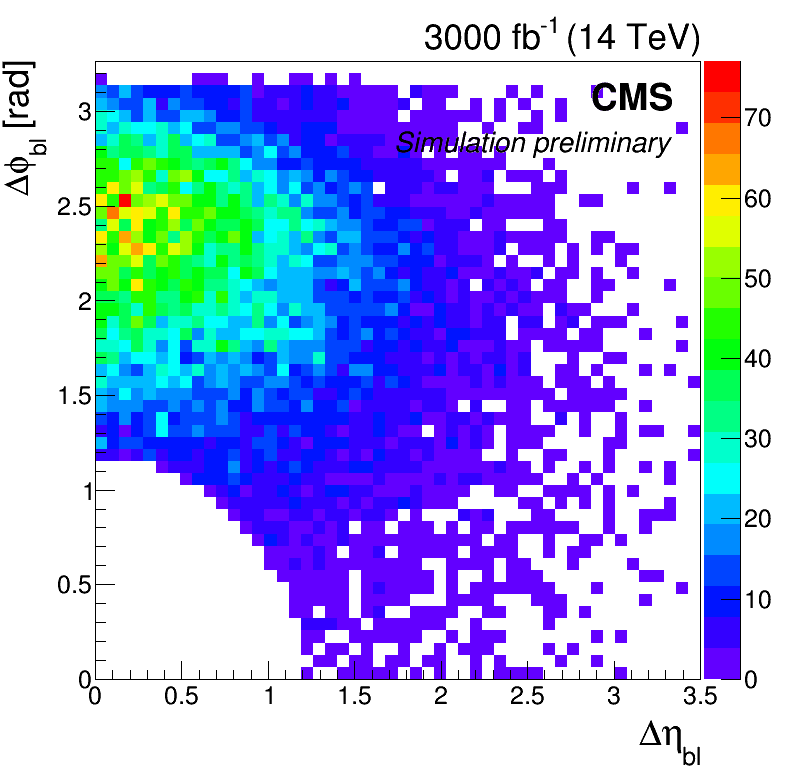 3000 fb⁻¹ (14 TeV)
CMS
Simulation preliminary
Δϕ_bl [rad]
3
2.5
2
1.5
1
0.5
0
0 0.5 1 1.5 2 2.5 3 3.5
Δη_bl
70
60
50
40
30
20
10
0